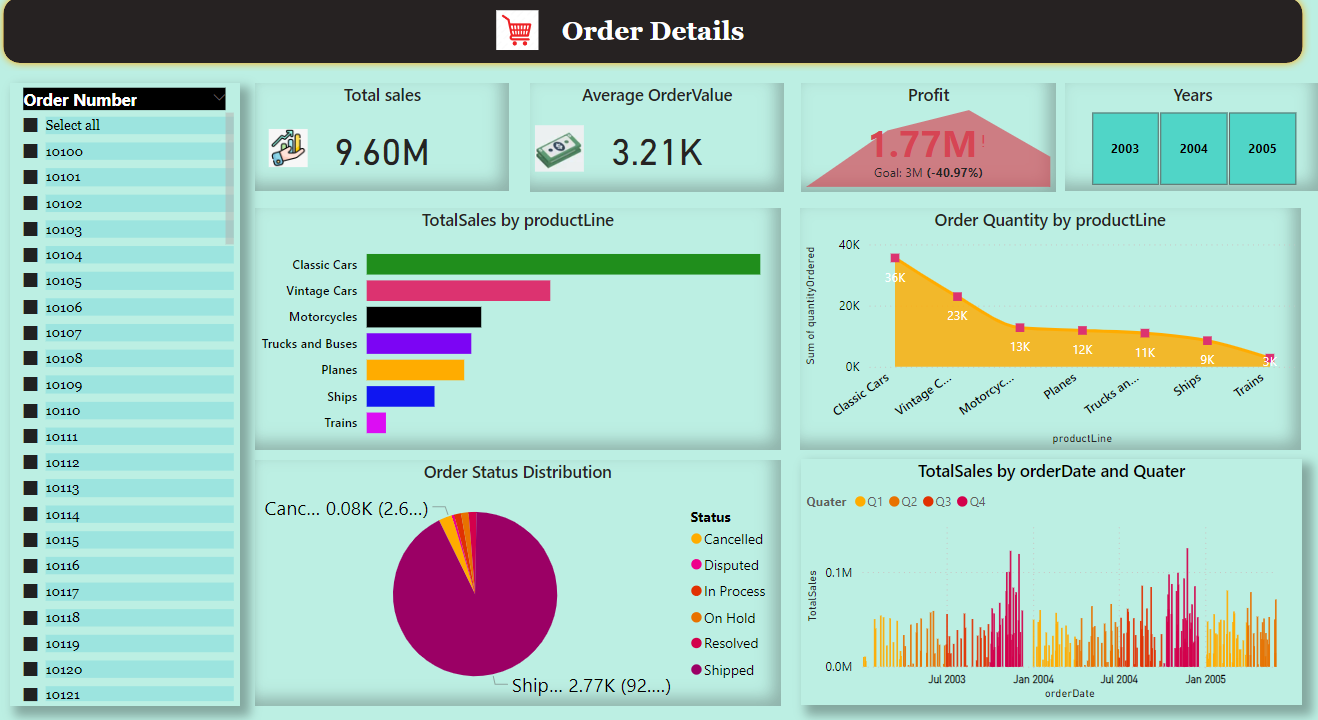 Order Details
Order Number
Select all
10100
10101
10102
10103
10104
10105
10106
10107
10108
10109
10110
10111
10112
10113
10114
10115
10116
10117
10118
10119
10120
10121
Total sales
9.60M
Average OrderValue
3.21K
Profit
1.77M !
Goal: 3M (-40.97%)
Years
2003 2004 2005
TotalSales by productLine
Classic Cars
Vintage Cars
Motorcycles
Trucks and Buses
Planes
Ships
Trains
Order Quantity by productLine
Sum of quantityOrdered
40K
20K
0K
36K 23K 13K 12K 11K 9K 3K
Classic Cars Vintage C... Motorcyc... Planes Trucks an... Ships Trains
productLine
Order Status Distribution
Canc... 0.08K (2.6...)
Ship... 2.77K (92....)
Status
Cancelled
Disputed
In Process
On Hold
Resolved
Shipped
TotalSales by orderDate and Quater
Quater Q1 Q2 Q3 Q4
TotalSales
0.1M
0.0M
Jul 2003 Jan 2004 Jul 2004 Jan 2005
orderDate